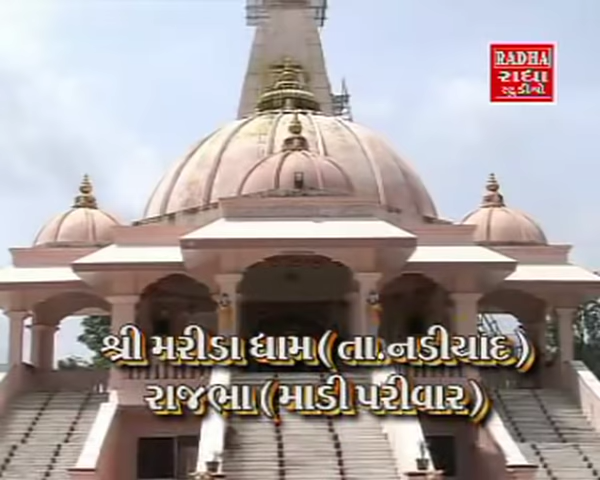 RADHA
રાધા
સ્ટુડીયો
શ્રી મરીડા ધામ(તા.નડીયાદ)
રાજભા(માડી પરીવાર)